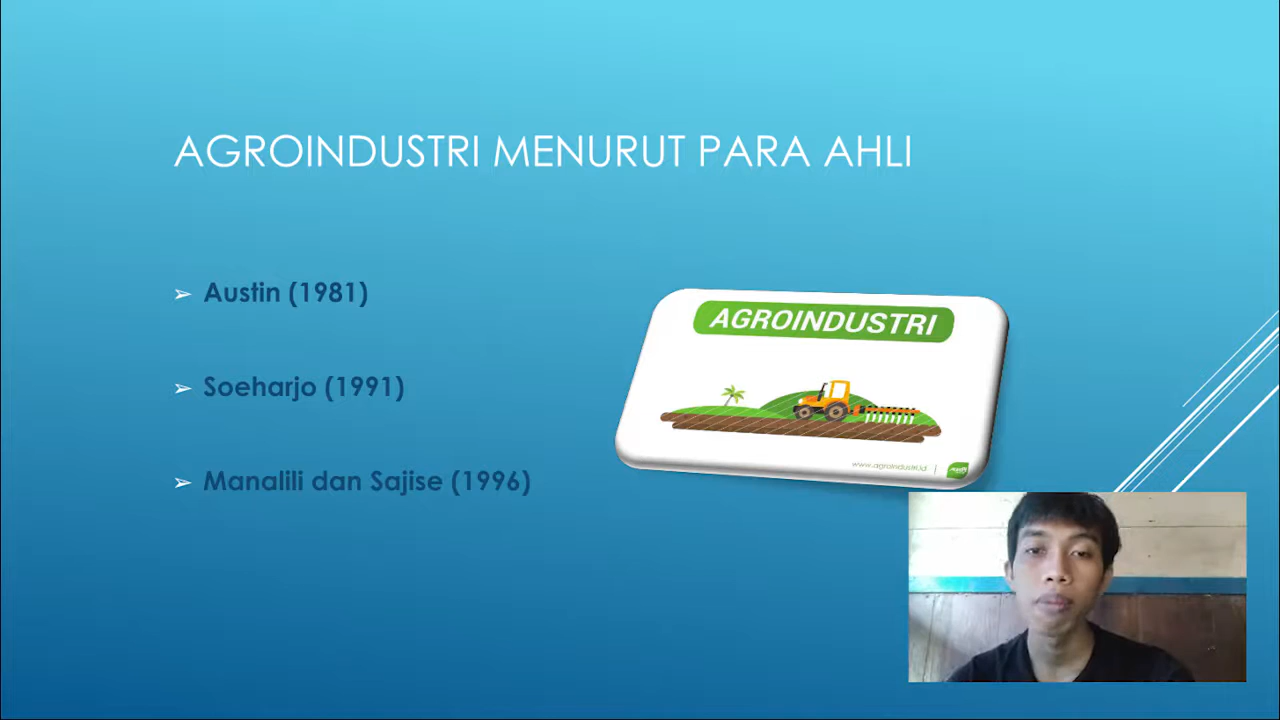 AGROINDUSTRI MENURUT PARA AHLI
➢ Austin (1981)
➢ Soeharjo (1991)
➢ Manalili dan Sajise (1996)
AGROINDUSTRI
www.agroindustri.id